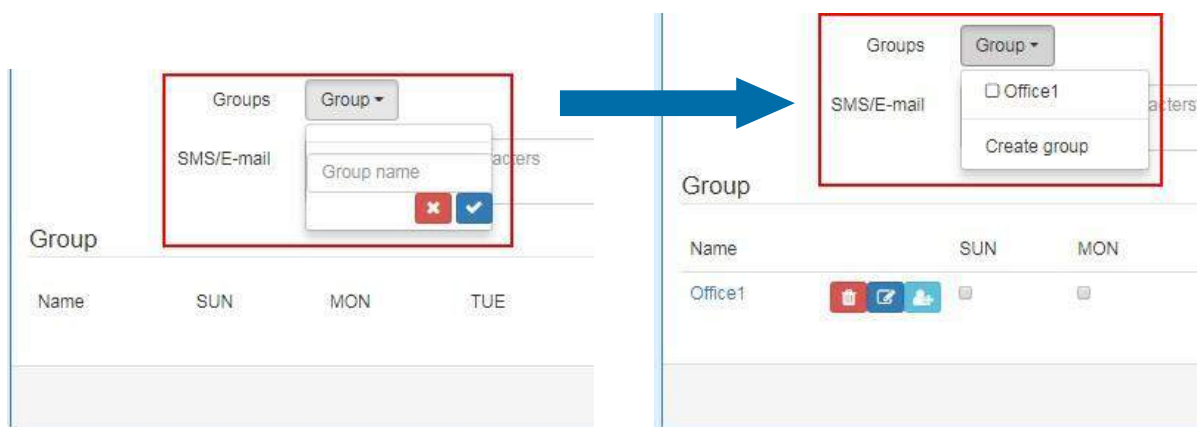 Groups
Group
SMS/E-mail
Group name
acters
Group
Name SUN MON TUE
Groups
Group
Office1
SMS/E-mail
acters
Create group
Group
Name SUN MON
Office1